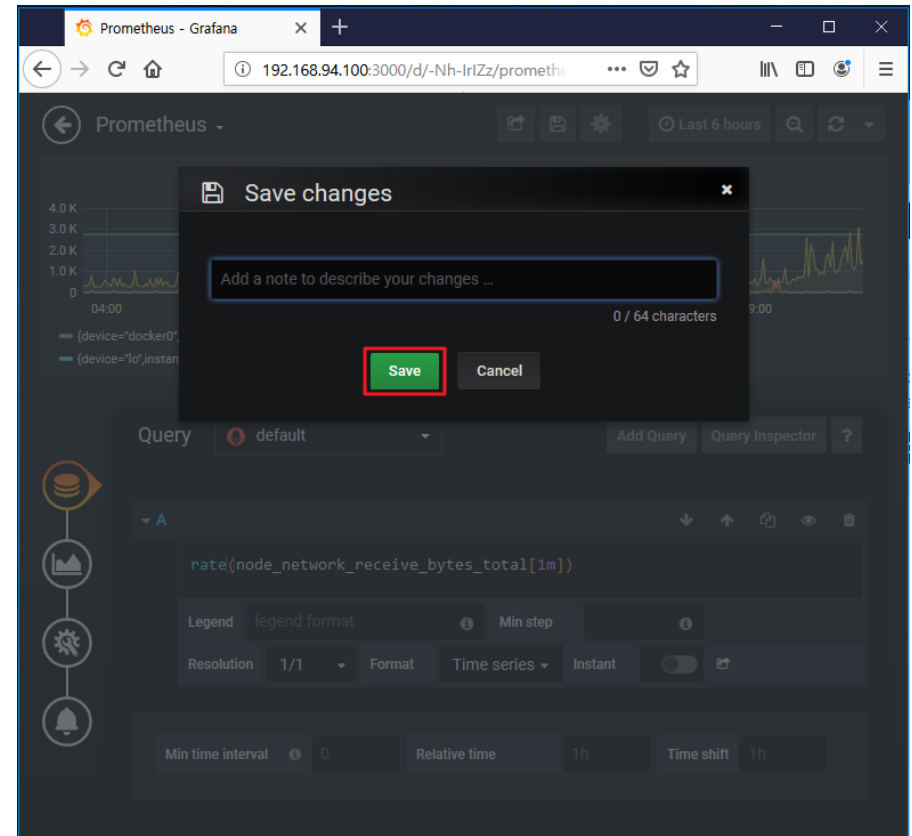 Prometheus - Grafana
192.168.94.100:3000/d/-Nh-IrIZz/promethe
Prometheus
Last 6 hours
Save changes
4.0 K
3.0 K
2.0 K
1.0 K
0
04:00
9:00
Add a note to describe your changes ...
0 / 64 characters
{device="docker0",
{device="lo",instan
Save Cancel
Query default Add Query Query Inspector ?
A
rate(node_network_receive_bytes_total[1m])
Legend legend format Min step
Resolution 1/1 Format Time series Instant
Min time interval 0 Relative time 1h Time shift 1h